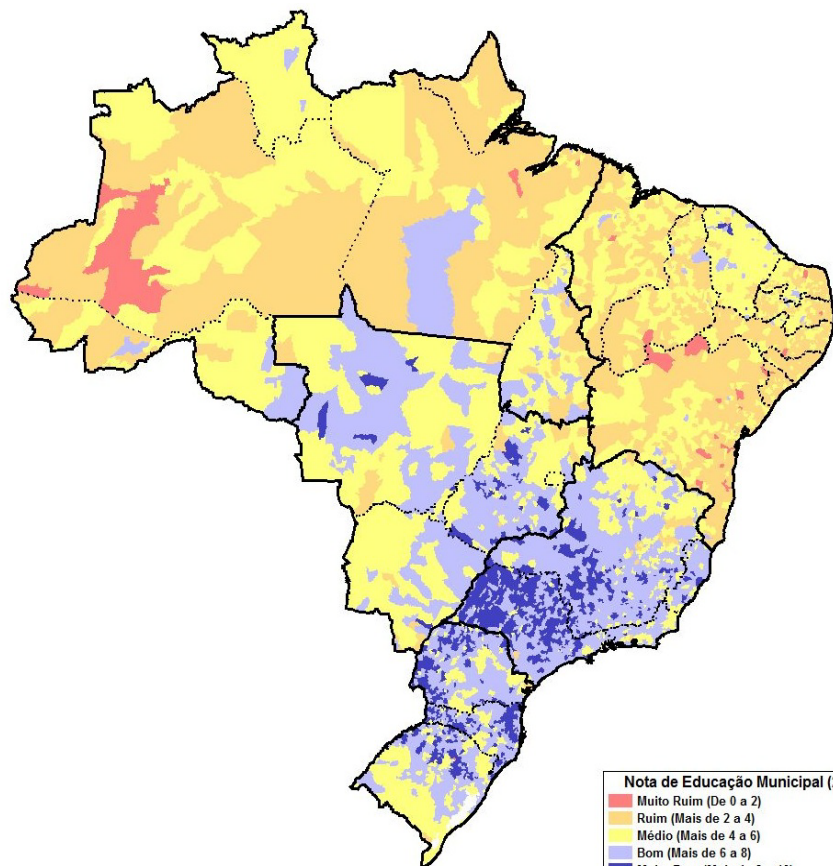 Nota de Educação Municipal (2
Muito Ruim (De 0 a 2)
Ruim (Mais de 2 a 4)
Médio (Mais de 4 a 6)
Bom (Mais de 6 a 8)